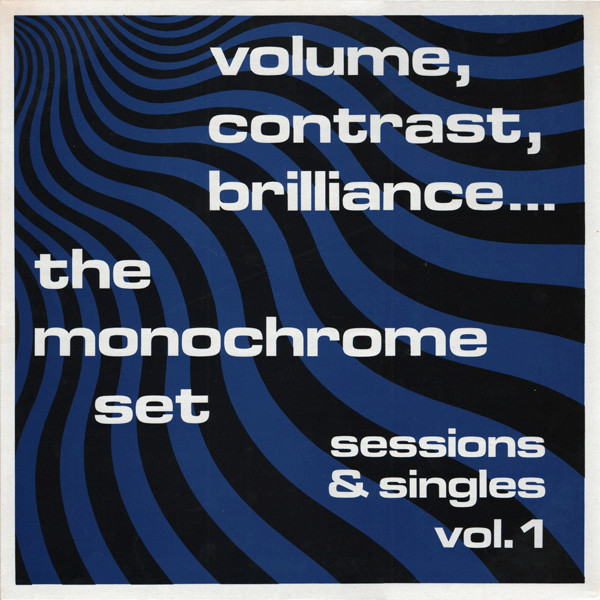 volume,
contrast,
brilliance...
the
monochrome
set
sessions
& singles
vol.1